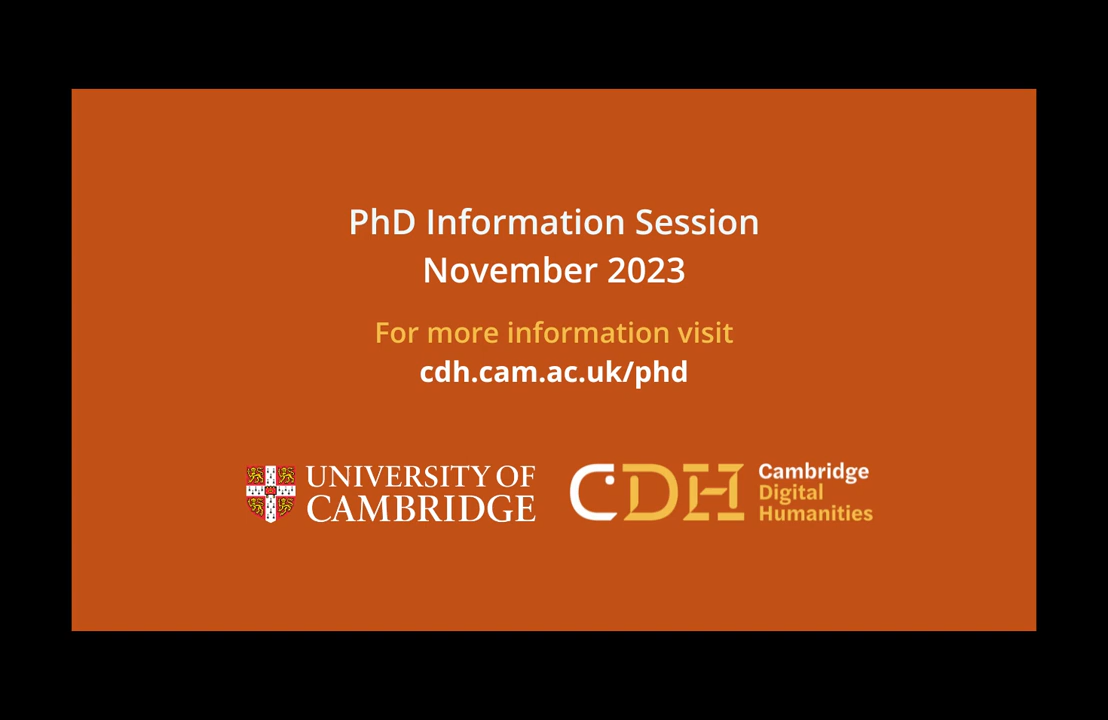 PhD Information Session
November 2023
For more information visit
cdh.cam.ac.uk/phd
UNIVERSITY OF
CAMBRIDGE
CDH
Cambridge
Digital
Humanities